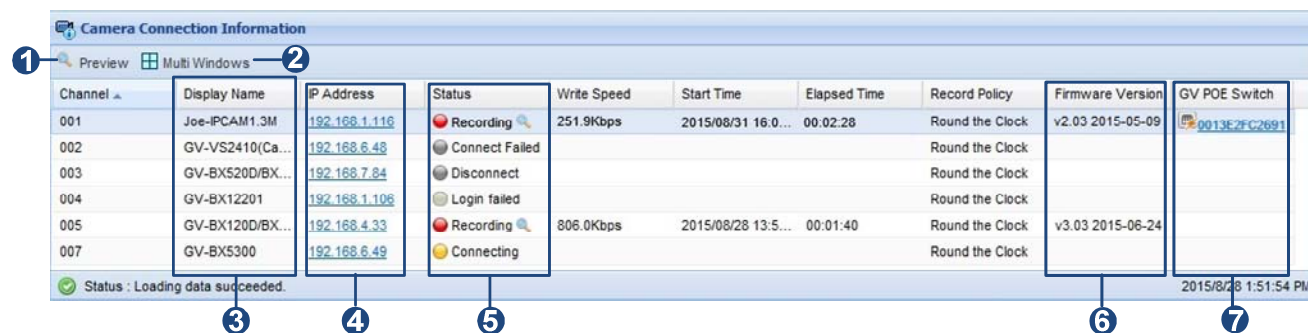 Camera Connection Information
1 Preview Multi Windows 2
Channel Display Name IP Address Status Write Speed Start Time Elapsed Time Record Policy Firmware Version GV POE Switch
001 Joe-IPCAM1.3M 192.168.1.116 Recording 251.9Kbps 2015/08/31 16:0... 00:02:28 Round the Clock v2.03 2015-05-09 0013E2FC2691
002 GV-VS2410(Ca... 192.168.6.48 Connect Failed Round the Clock
003 GV-BX520D/BX... 192.168.7.84 Disconnect Round the Clock
004 GV-BX12201 192.168.1.106 Login failed Round the Clock
005 GV-BX120D/BX... 192.168.4.33 Recording 806.0Kbps 2015/08/28 13:5... 00:01:40 Round the Clock v3.03 2015-06-24
007 GV-BX5300 192.168.6.49 Connecting Round the Clock
Status : Loading data succeeded. 2015/8/28 1:51:54 PM
3 4 5 6 7